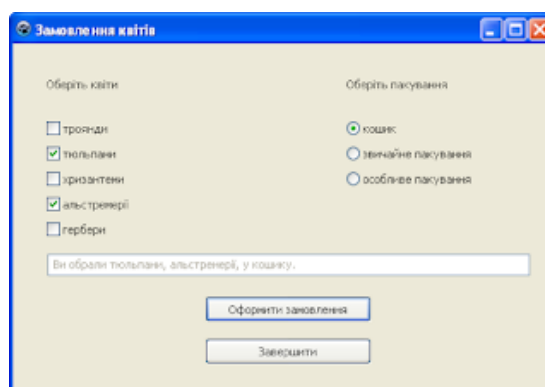 Замовлення квітів
Оберіть квіти
Оберіть пакування
троянди
кошик
тюльпани
звичайне пакування
хризантеми
особливе пакування
альстремерії
гербери
Ви обрали тюльпани, альстремерії, у кошику.
Оформити замовлення
Завершити